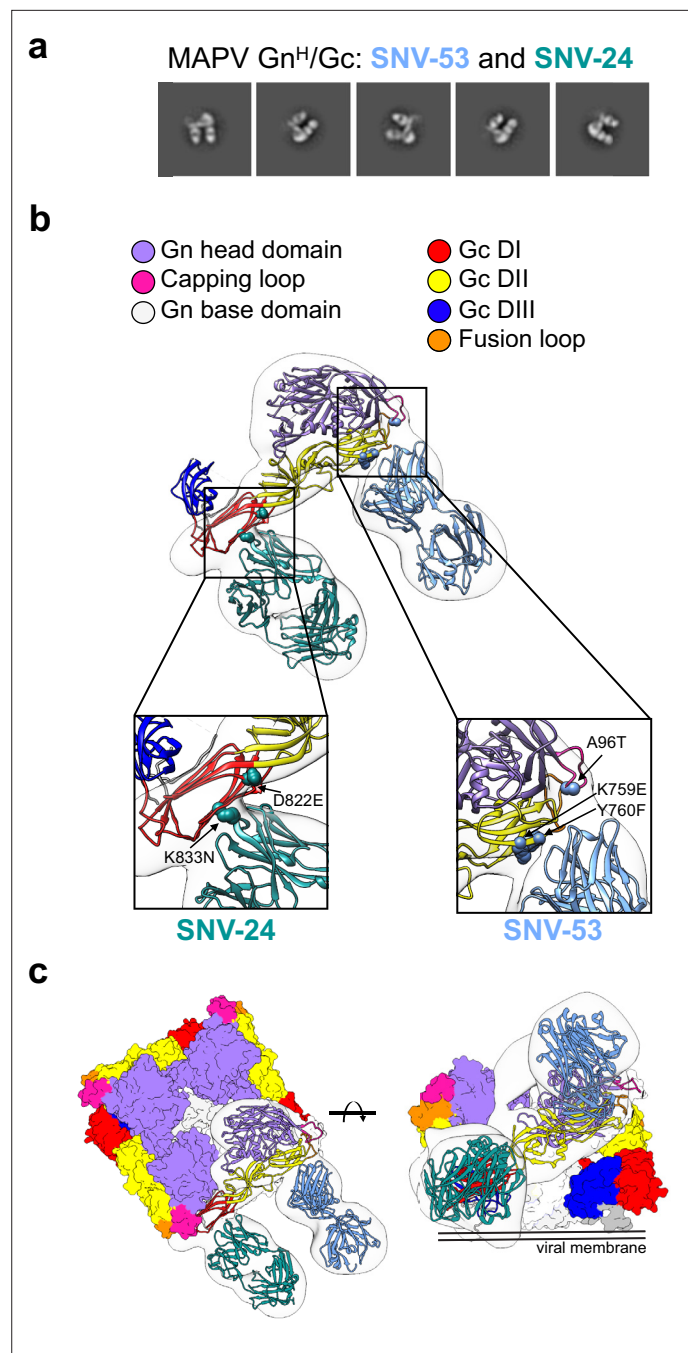 a
MAPV Gnᴴ/Gc: SNV-53 and SNV-24
b
Gn head domain
Capping loop
Gn base domain
Gc DI
Gc DII
Gc DIII
Fusion loop
D822E
K833N
SNV-24
A96T
K759E
Y760F
SNV-53
c
viral membrane